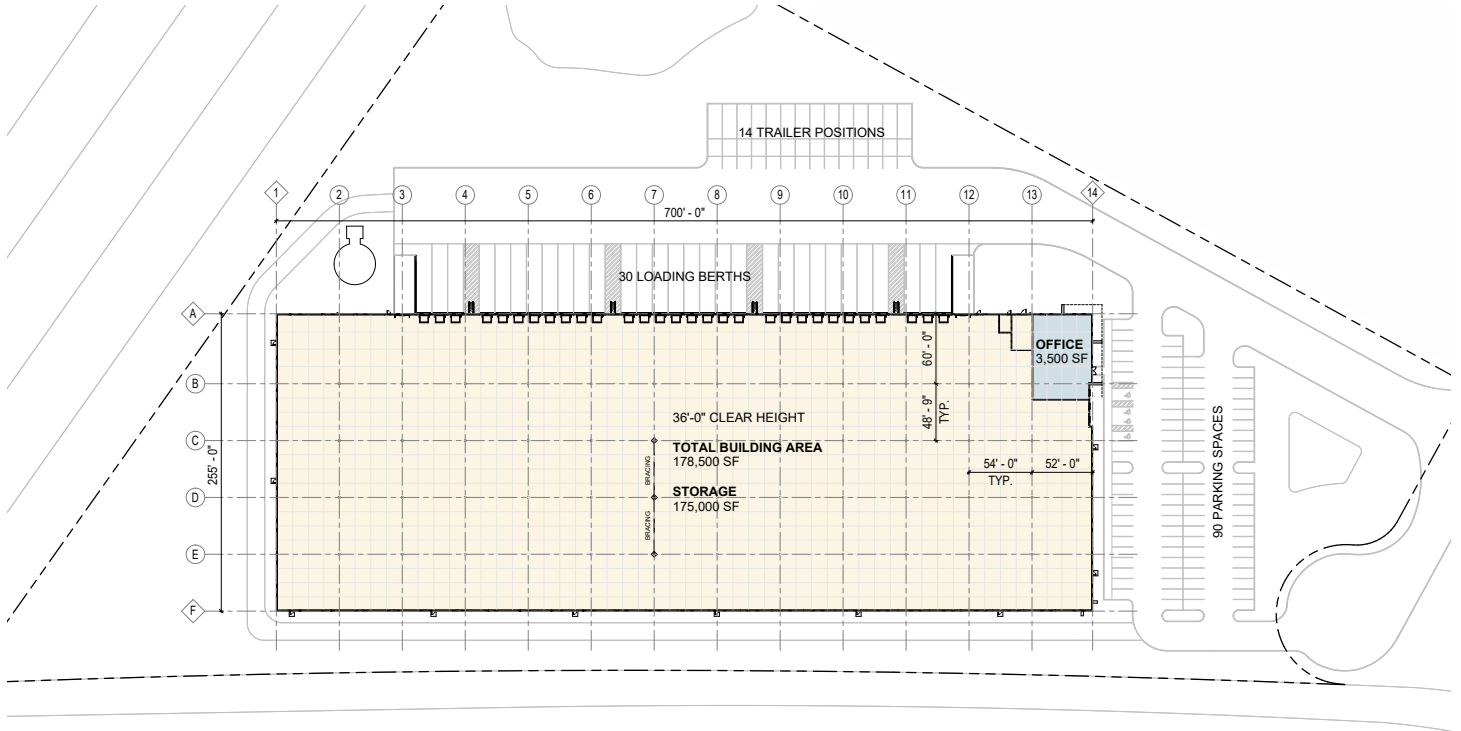 14 TRAILER POSITIONS
1
2
3
4
5
6
7
8
9
10
11
12
13
14
700' - 0"
30 LOADING BERTHS
A
B
C
D
E
F
255' - 0"
60' - 0"
48' - 9"
TYP.
OFFICE
3,500 SF
36'-0" CLEAR HEIGHT
TOTAL BUILDING AREA
178,500 SF
STORAGE
175,000 SF
BRACING
BRACING
54' - 0"
TYP.
52' - 0"
90 PARKING SPACES